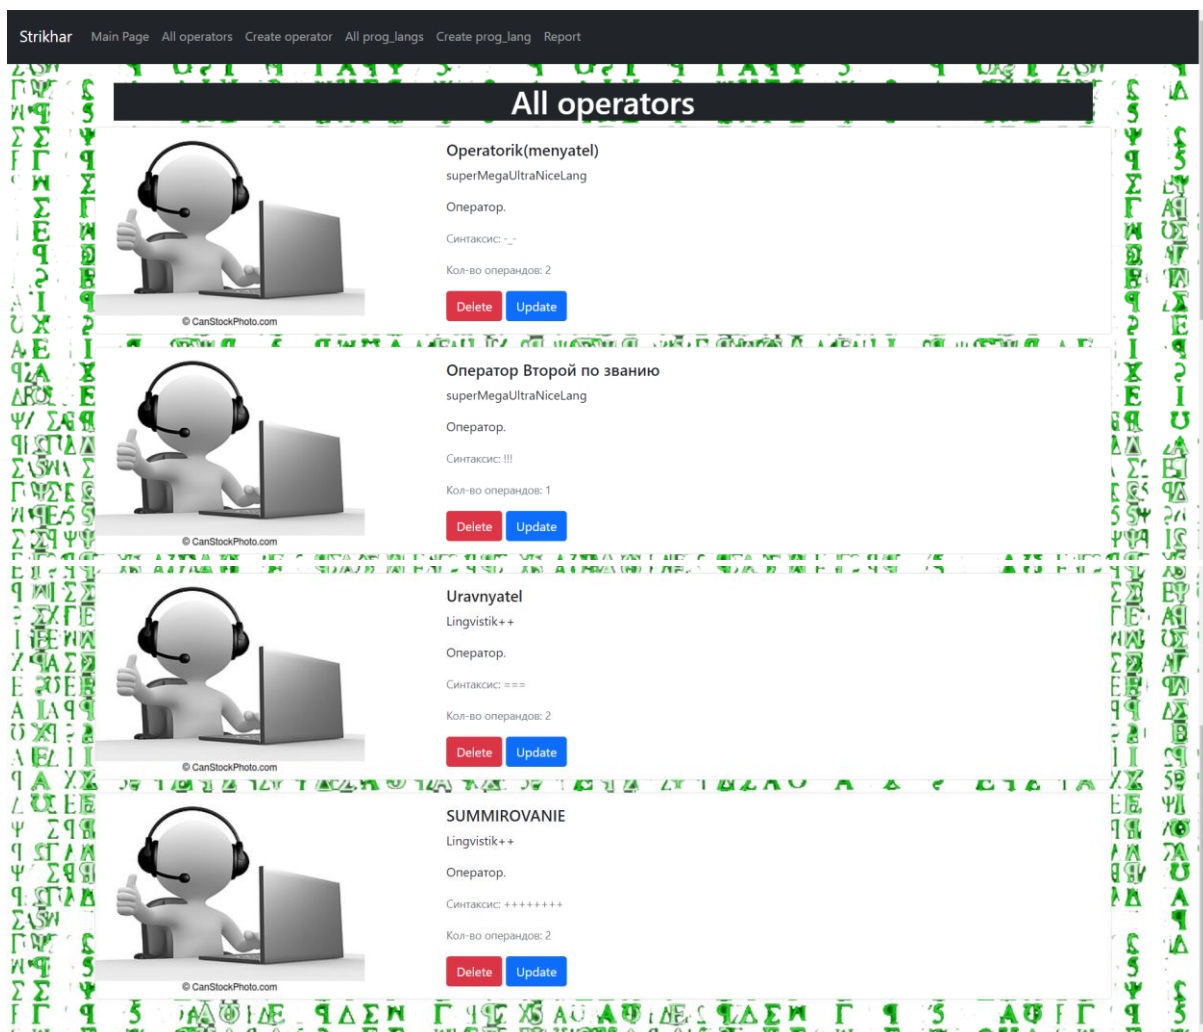 Strikhar Main Page All operators Create operator All prog_langs Create prog_lang Report
All operators
Operatorik(menyatel)
superMegaUltraNiceLang
Оператор.
Синтаксис: -_-
Кол-во операндов: 2
Delete Update
© CanStockPhoto.com
Оператор Второй по званию
superMegaUltraNiceLang
Оператор.
Синтаксис: !!!
Кол-во операндов: 1
Delete Update
© CanStockPhoto.com
Uravnyatel
Lingvistik++
Оператор.
Синтаксис: ===
Кол-во операндов: 2
Delete Update
© CanStockPhoto.com
SUMMIROVANIE
Lingvistik++
Оператор.
Синтаксис: ++++++++
Кол-во операндов: 2
Delete Update
© CanStockPhoto.com